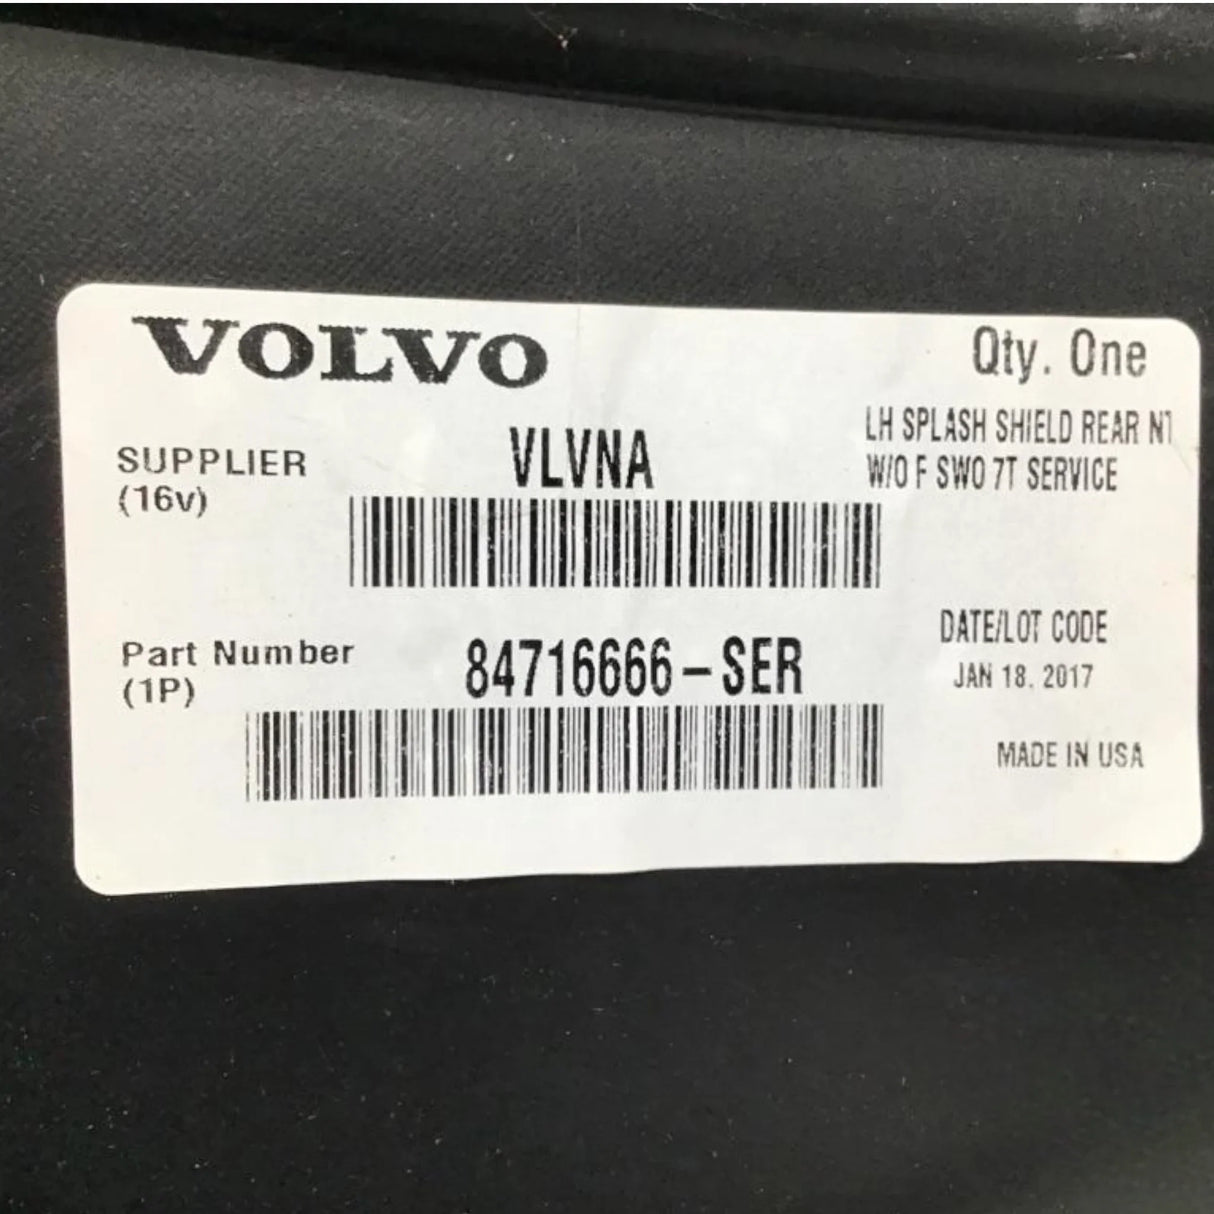 VOLVO
Qty. One
LH SPLASH SHIELD REAR
W/O F SWO 7T SERVICE
SUPPLIER
(16v)
VLVNA
Part Number
(1P)
84716666-SER
DATE/LOT CODE
JAN 18. 2017
MADE IN USA